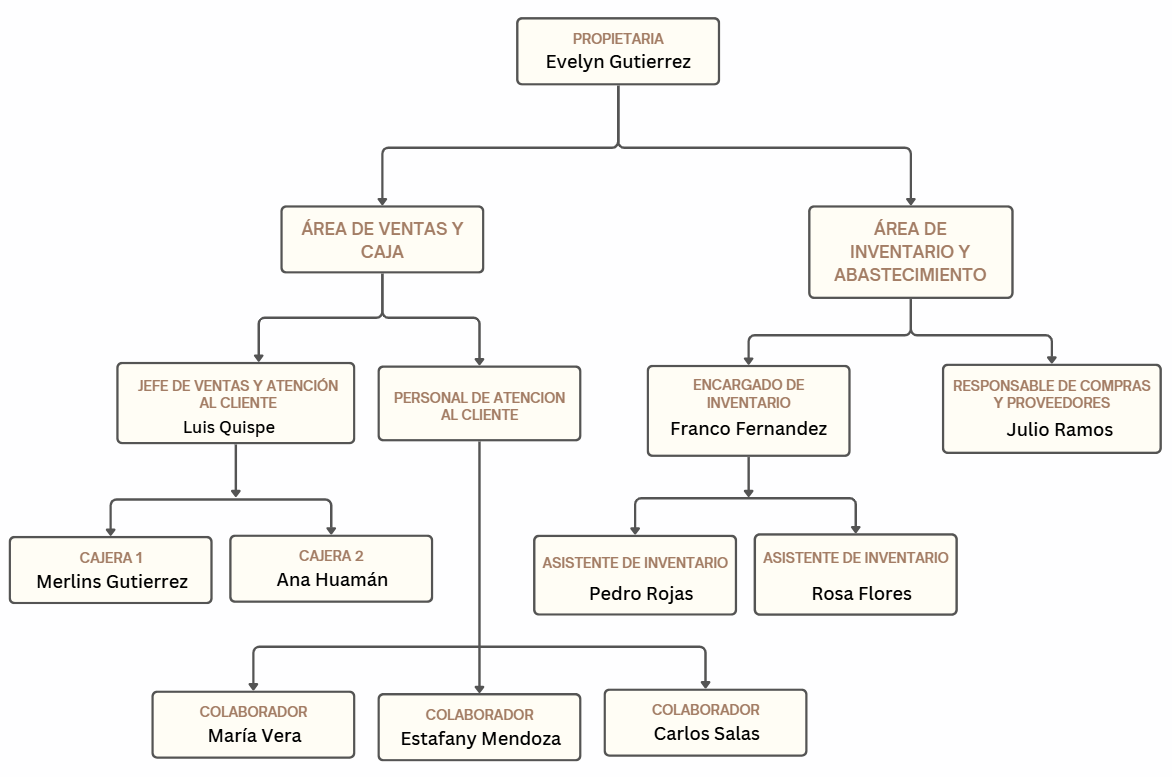 PROPIETARIA
Evelyn Gutierrez
ÁREA DE VENTAS Y
CAJA
ÁREA DE
INVENTARIO Y
ABASTECIMIENTO
JEFE DE VENTAS Y ATENCIÓN
AL CLIENTE
Luis Quispe
PERSONAL DE ATENCION
AL CLIENTE
ENCARGADO DE
INVENTARIO
Franco Fernandez
RESPONSABLE DE COMPRAS
Y PROVEEDORES
Julio Ramos
CAJERA 1
Merlins Gutierrez
CAJERA 2
Ana Huamán
ASISTENTE DE INVENTARIO
Pedro Rojas
ASISTENTE DE INVENTARIO
Rosa Flores
COLABORADOR
María Vera
COLABORADOR
Estafany Mendoza
COLABORADOR
Carlos Salas